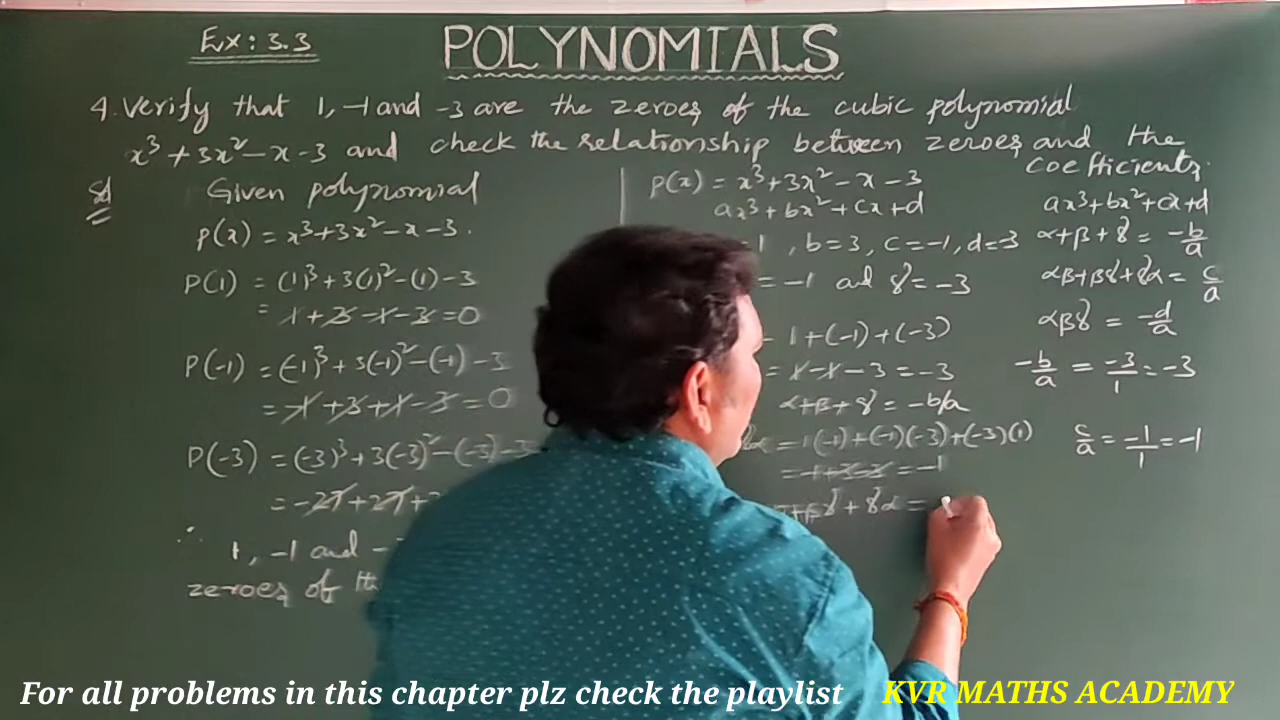 Ex: 3.3
POLYNOMIALS
4. Verify that 1, -1 and -3 are the zeroes of the cubic polynomial
x³+3x²-x-3 and check the relationship between zeroes and the
coefficients.
Sol
Given polynomial
p(x) = x³+3x²-x-3.
P(1) = (1)³+3(1)²-(1)-3
= 1+3-1-3=0
P(-1) = (-1)³+3(-1)²-(-1)-3
= -1+3+1-3=0
P(-3) = (-3)³+3(-3)²-(-3)-3
= -27+27+
∴ 1, -1 and
zeroes of
p(x) = x³+3x²-x-3
ax³+bx²+cx+d
1, b=3, c=-1, d=-3
= -1 and γ=-3
1+(-1)+(-3)
= 1-1-3=-3
α+β+γ=-b/a
α = 1(-1)+(-1)(-3)+(-3)(1)
= -1+3-3=-1
γ+γα =
ax³+bx²+cx+d
α+β+γ = -b/a
αβ+βγ+γα = c/a
αβγ = -d/a
-b/a = -3/1 = -3
c/a = -1/1 = -1
For all problems in this chapter plz check the playlist
KVR MATHS ACADEMY